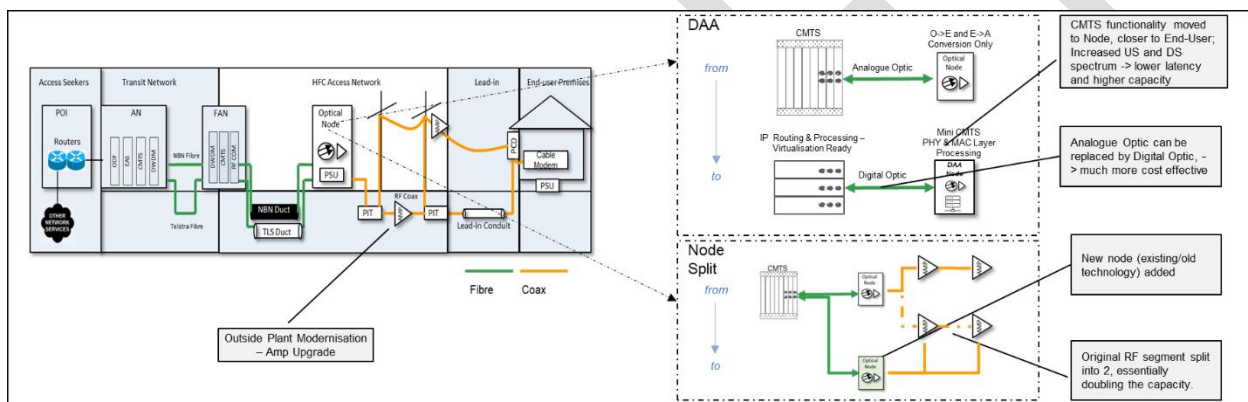 Access Seekers
Transit Network
HFC Access Network
Lead-in
End-user Premises
POI
Routers
OTHER
NETWORK
SERVICES
AN
ODF
EAS
CMTS
DWDM
NBN Fibre
Telstra Fibre
FAN
DWDM
CMTS
RF COM
NBN Duct
TLS Duct
Optical
Node
PSU
PIT
RF Coax
AMP
PIT
AMP
Lead-in Conduit
PCD
Cable
Modem
PSU
Fibre
Coax
Outside Plant Modernisation
– Amp Upgrade
DAA
from
to
CMTS
Analogue Optic
O->E and E->A
Conversion Only
Optical
Node
IP Routing & Processing –
Virtualisation Ready
Digital Optic
Mini CMTS
PHY & MAC Layer
Processing
DAA
Node
CMTS functionality moved
to Node, closer to End-User;
Increased US and DS
spectrum -> lower latency
and higher capacity
Analogue Optic can be
replaced by Digital Optic, -
> much more cost effective
Node
Split
from
to
CMTS
Optical
Node
AMP
AMP
AMP
AMP
Optical
Node
New node (existing/old
technology) added
Original RF segment split
into 2, essentially
doubling the capacity.